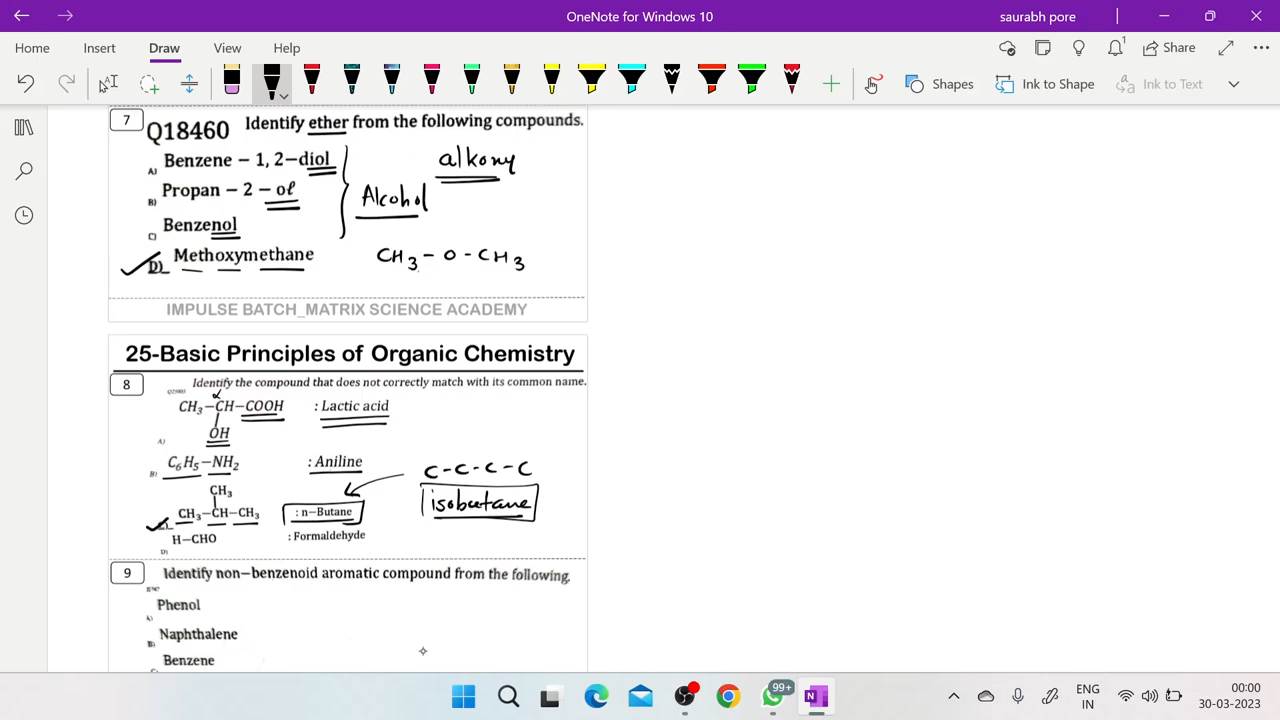 OneNote for Windows 10
saurabh pore
Home Insert Draw View Help
Share
Shapes
Ink to Shape
Ink to Text
7 Q18460 Identify ether from the following compounds.
A) Benzene – 1, 2–diol
alkoxy
B) Propan – 2 – ol
Alcohol
C) Benzenol
D) Methoxymethane
CH3 – O – CH3
IMPULSE BATCH_MATRIX SCIENCE ACADEMY
25-Basic Principles of Organic Chemistry
8 Identify the compound that does not correctly match with its common name.
α
CH3–CH–COOH : Lactic acid
OH
A)
B) C6H5–NH2 : Aniline
C-C-C-C
CH3
CH3–CH–CH3 : n–Butane
isobutane
H–CHO : Formaldehyde
D)
9 Identify non–benzenoid aromatic compound from the following.
Phenol
A)
Naphthalene
B)
Benzene
99+
ENG
IN
00:00
30-03-2023